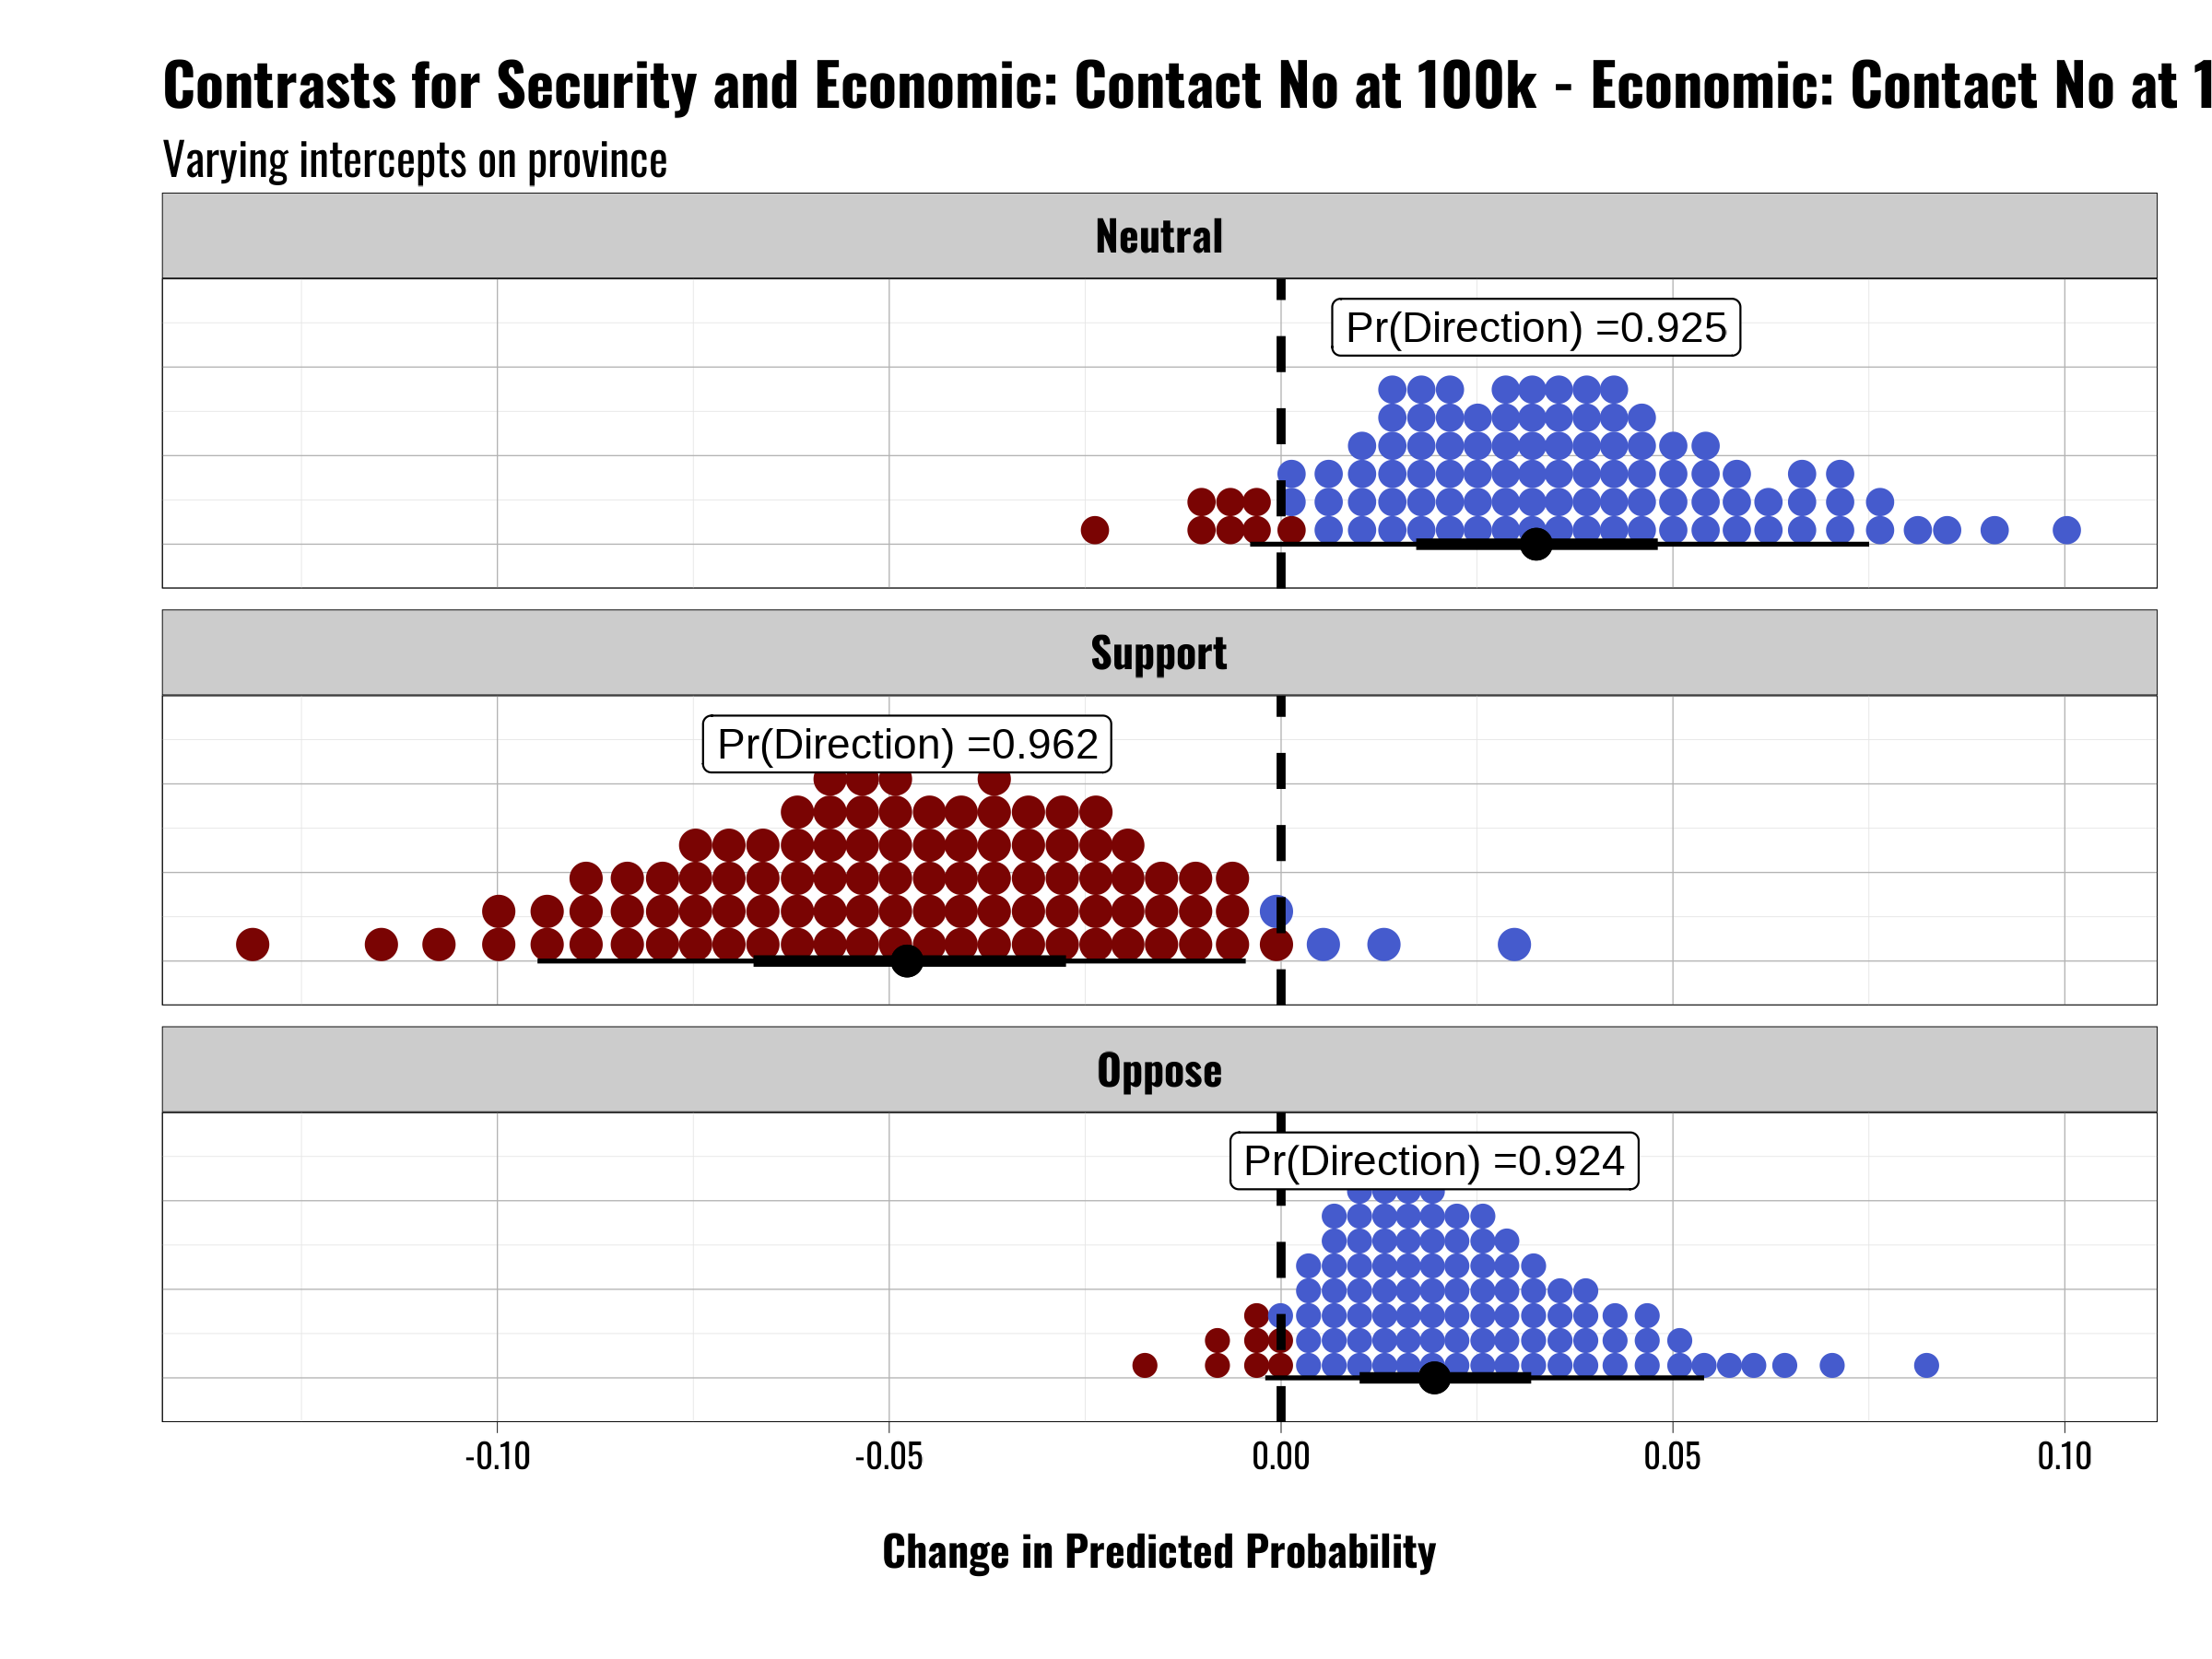 Contrasts for Security and Economic: Contact No at 100k - Economic: Contact No at 1
Varying intercepts on province
Neutral
Pr(Direction) =0.925
Support
Pr(Direction) =0.962
Oppose
Pr(Direction) =0.924
-0.10 -0.05 0.00 0.05 0.10
Change in Predicted Probability